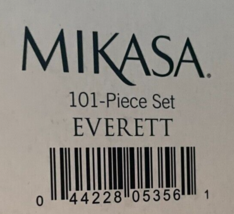 MIKASA.
101-Piece Set
EVERETT
0 44228 05356 1